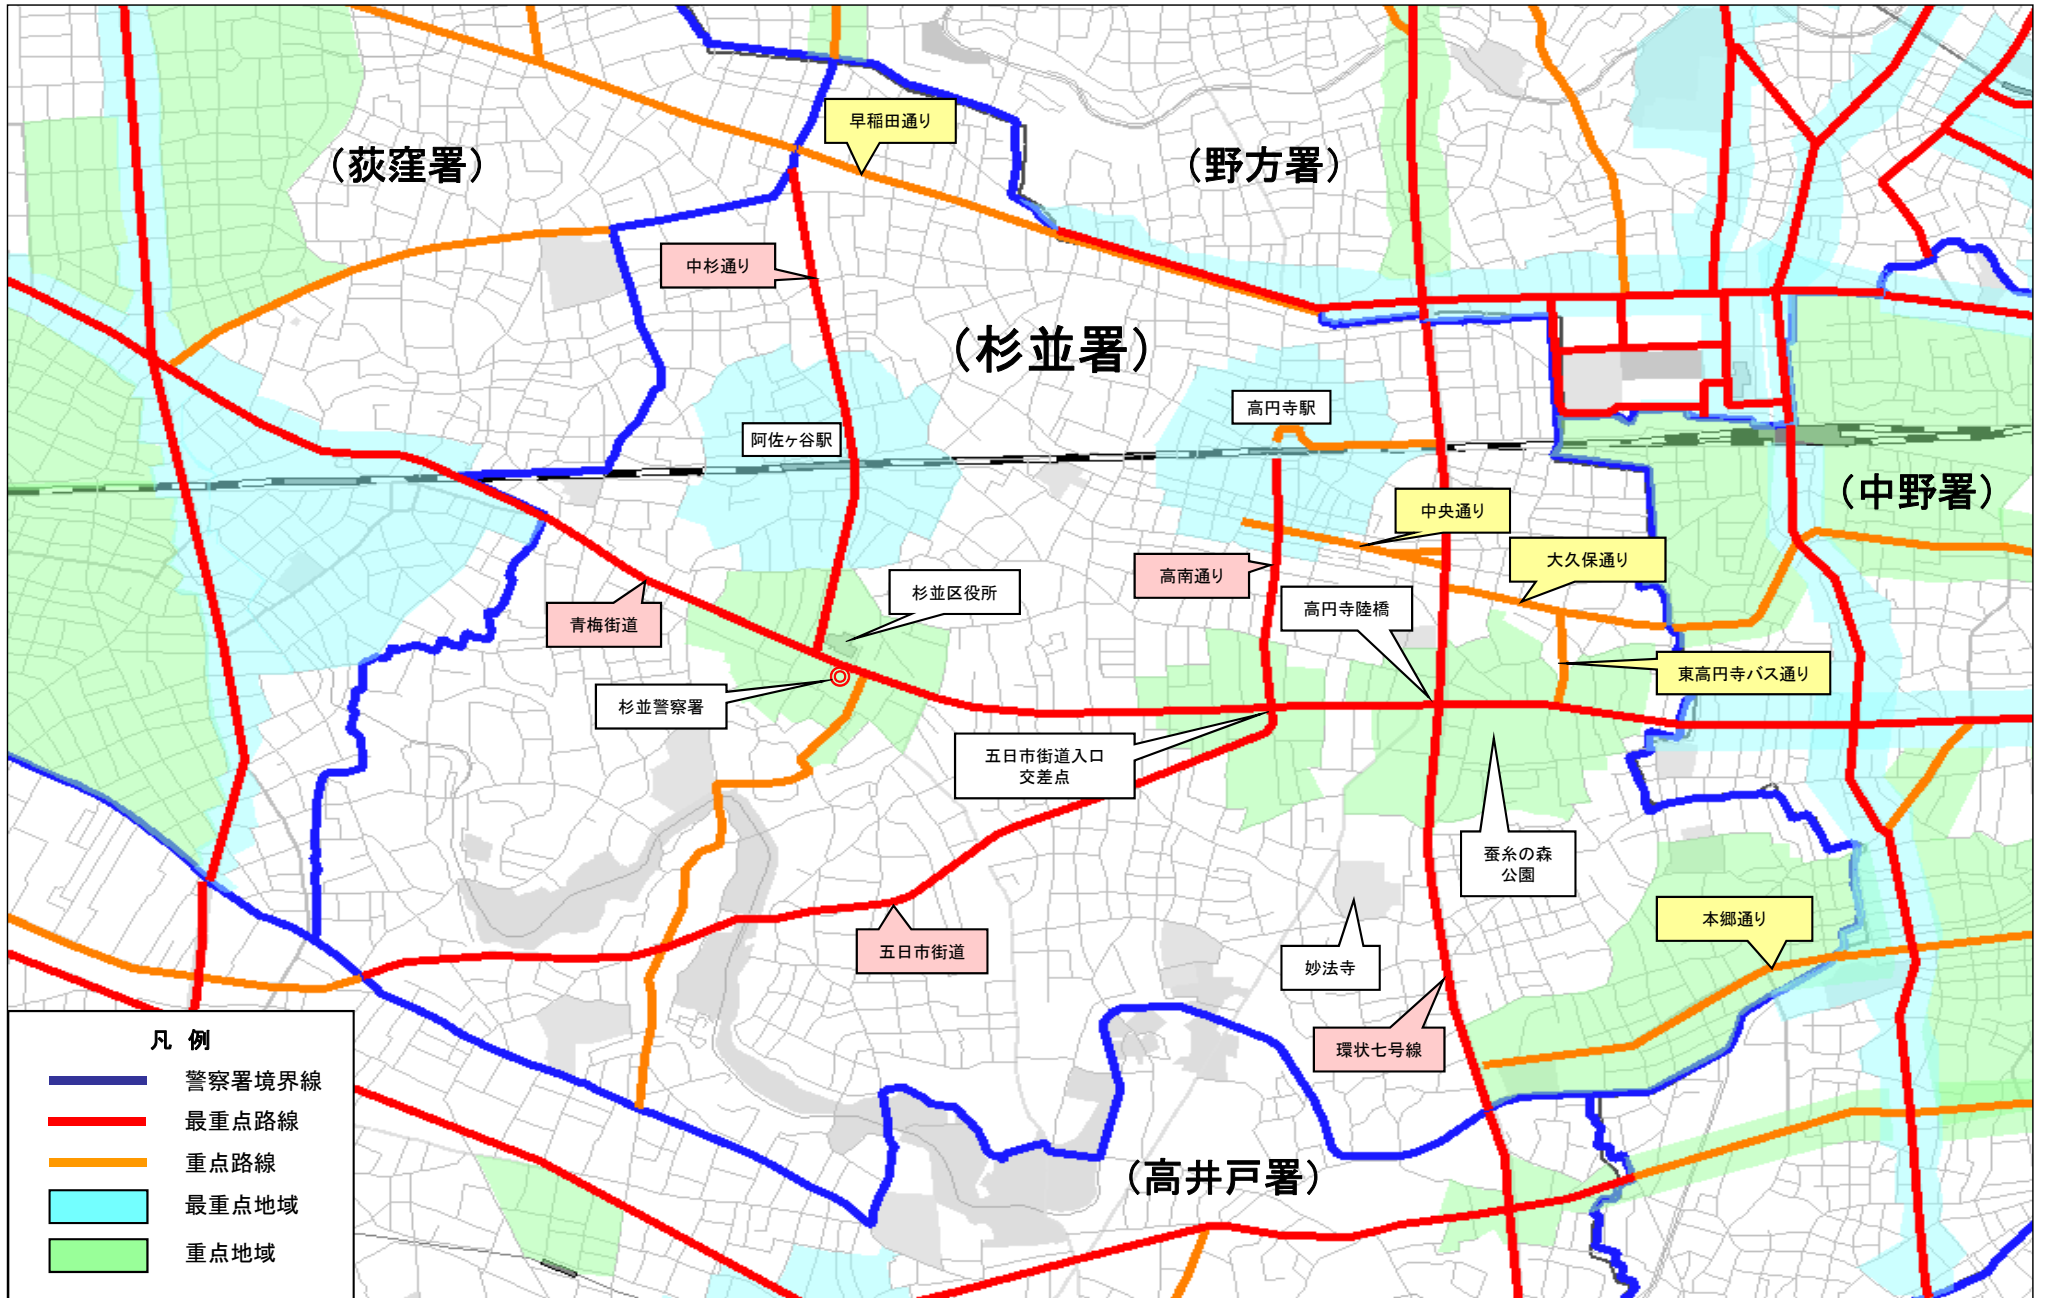 早稲田通り
（荻窪署）
（野方署）
中杉通り
（杉並署）
高円寺駅
阿佐ヶ谷駅
（中野署）
中央通り
大久保通り
高南通り
杉並区役所
高円寺陸橋
青梅街道
東高円寺バス通り
杉並警察署
五日市街道入口
交差点
蚕糸の森
公園
本郷通り
五日市街道
妙法寺
環状七号線
（高井戸署）
凡 例
警察署境界線
最重点路線
重点路線
最重点地域
重点地域